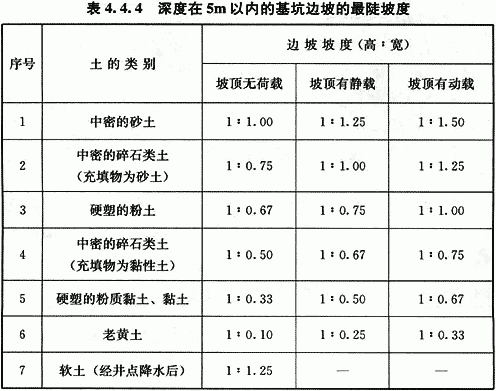 表 4.4.4 深度在 5m 以内的基坑边坡的最陡坡度
序号 土的类别 边坡坡度(高∶宽)
坡顶无荷载 坡顶有静载 坡顶有动载
1 中密的砂土 1∶1.00 1∶1.25 1∶1.50
2 中密的碎石类土 1∶0.75 1∶1.00 1∶1.25
(充填物为砂土)
3 硬塑的粉土 1∶0.67 1∶0.75 1∶1.00
4 中密的碎石类土 1∶0.50 1∶0.67 1∶0.75
(充填物为黏性土)
5 硬塑的粉质黏土、黏土 1∶0.33 1∶0.50 1∶0.67
6 老黄土 1∶0.10 1∶0.25 1∶0.33
7 软土(经井点降水后) 1∶1.25 — —